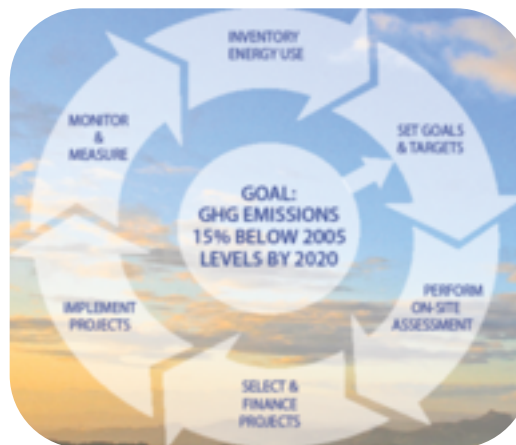 INVENTORY
ENERGY USE
SET GOALS
& TARGETS
PERFORM
ON-SITE
ASSESSMENT
SELECT &
FINANCE
PROJECTS
IMPLEMENT
PROJECTS
MONITOR
&
MEASURE
GOAL:
GHG EMISSIONS
15% BELOW 2005
LEVELS BY 2020